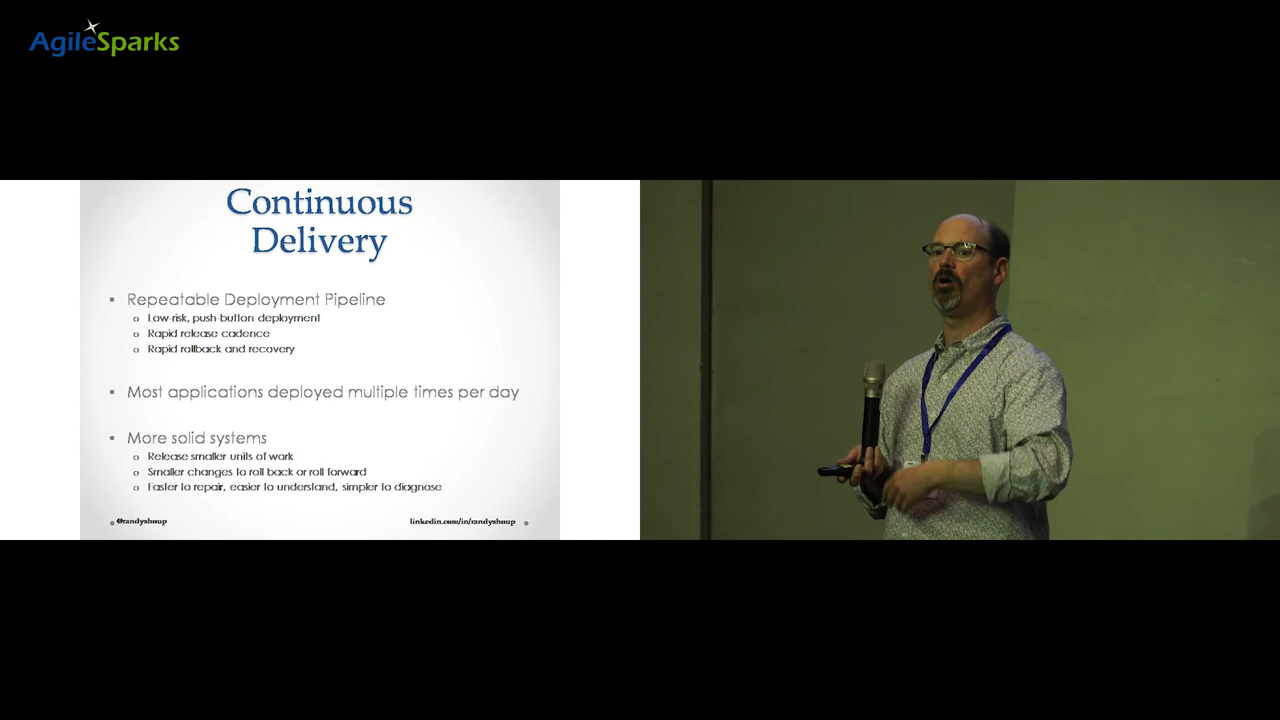 AgileSparks
Continuous
Delivery
Repeatable Deployment Pipeline
Low-risk, push-button deployment
Rapid release cadence
Rapid rollback and recovery
Most applications deployed multiple times per day
More solid systems
Release smaller units of work
Smaller changes to roll back or roll forward
Faster to repair, easier to understand, simpler to diagnose
@randyshoup
linkedin.com/in/randyshoup